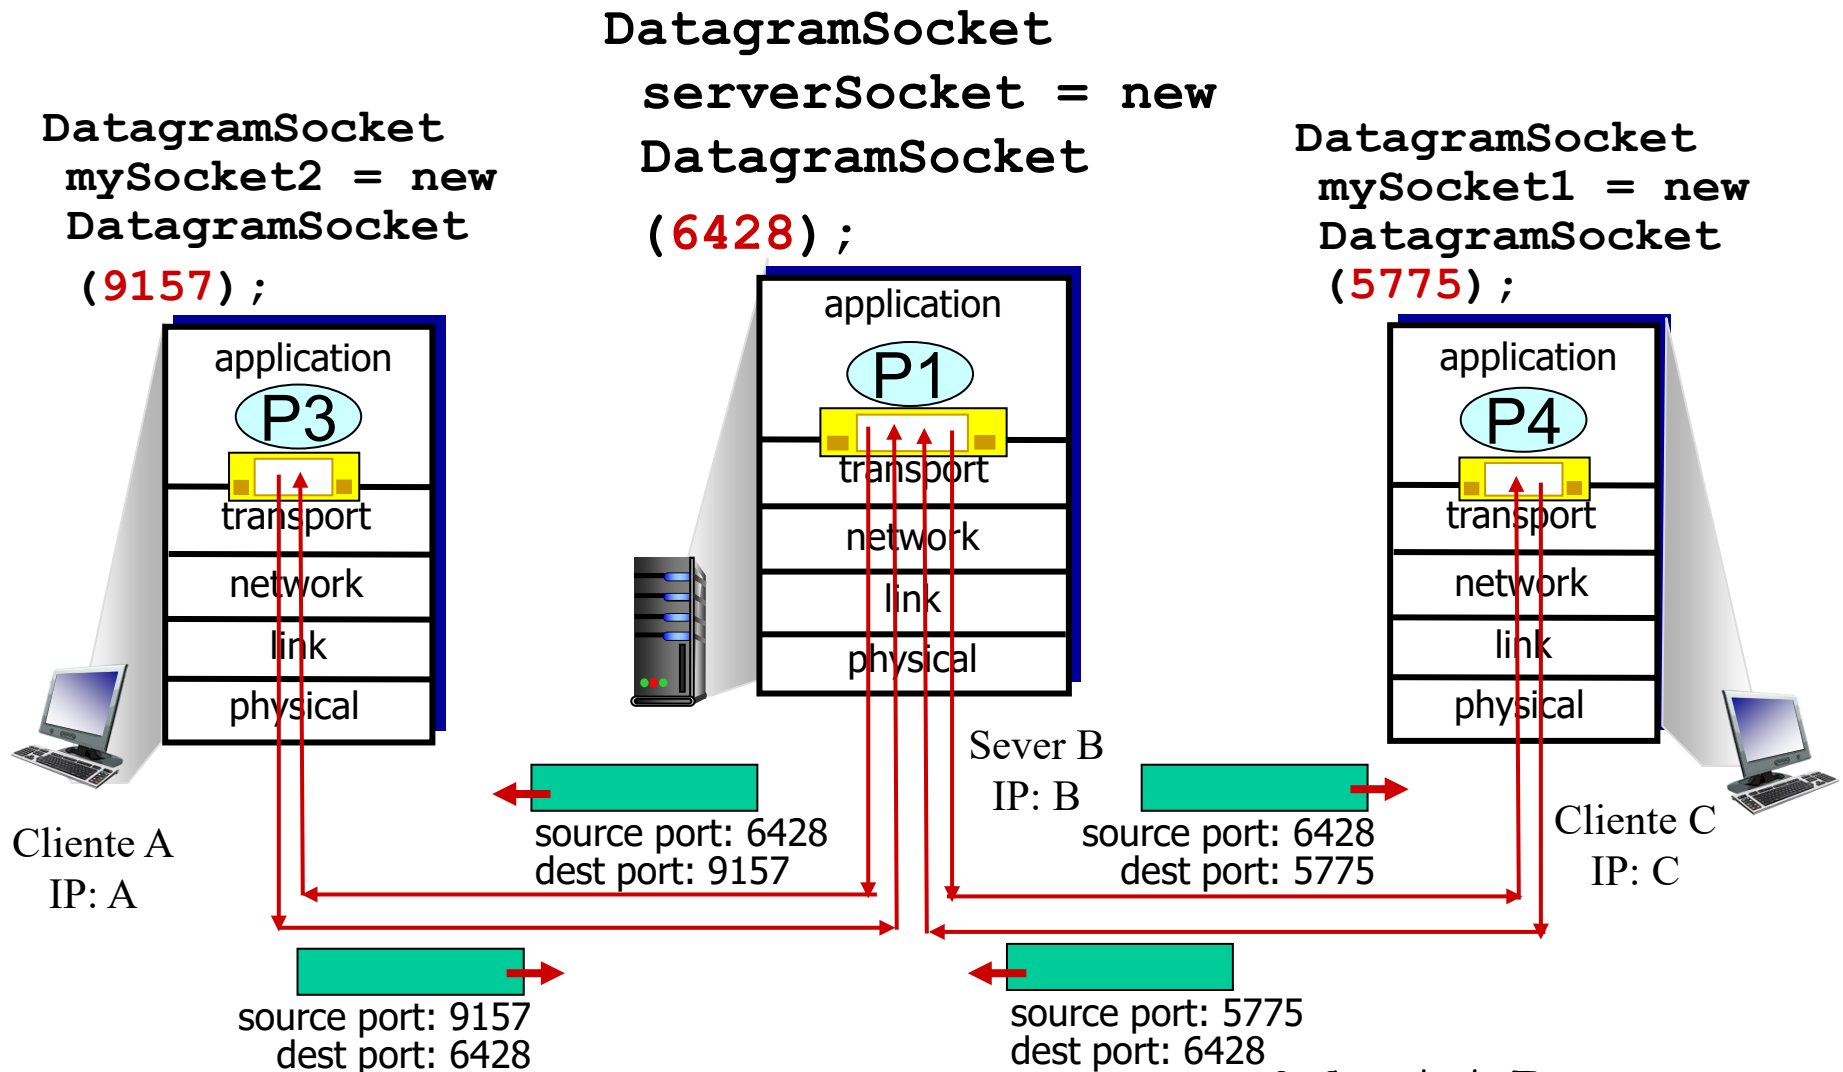 DatagramSocket
serverSocket = new
DatagramSocket
(6428);
DatagramSocket
mySocket2 = new
DatagramSocket
(9157);
DatagramSocket
mySocket1 = new
DatagramSocket
(5775);
application
P3
transport
network
link
physical
application
P1
transport
network
link
physical
application
P4
transport
network
link
physical
Cliente A
IP: A
Sever B
IP: B
Cliente C
IP: C
source port: 6428
dest port: 9157
source port: 6428
dest port: 5775
source port: 9157
dest port: 6428
source port: 5775
dest port: 6428